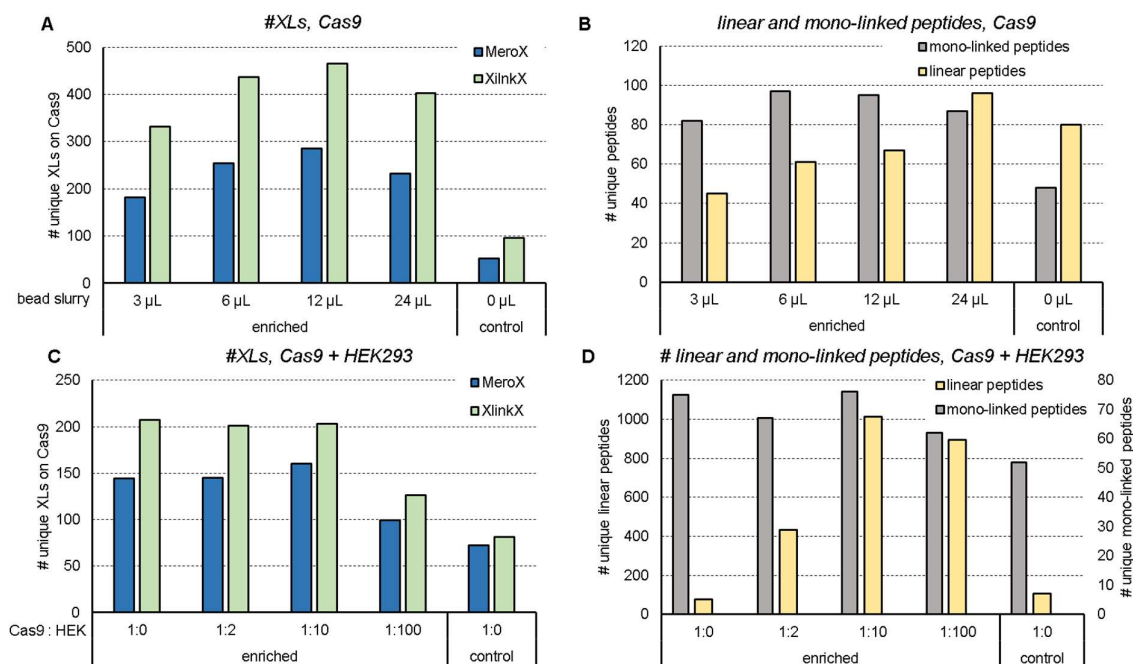 A
#XLs, Cas9
500
400
300
200
100
0
# unique XLs on Cas9
MeroX
XilnkX
bead slurry
3 µL
6 µL
12 µL
24 µL
0 µL
enriched
control
B
linear and mono-linked peptides, Cas9
120
100
80
60
40
20
0
# unique peptides
mono-linked peptides
linear peptides
3 µL
6 µL
12 µL
24 µL
0 µL
enriched
control
C
#XLs, Cas9 + HEK293
250
200
150
100
50
0
# unique XLs on Cas9
MeroX
XlinkX
Cas9 : HEK
1:0
1:2
1:10
1:100
1:0
enriched
control
D
# linear and mono-linked peptides, Cas9 + HEK293
1200
1000
800
600
400
200
0
# unique linear peptides
linear peptides
mono-linked peptides
80
70
60
50
40
30
20
10
0
# unique mono-linked peptides
1:0
1:2
1:10
1:100
1:0
enriched
control